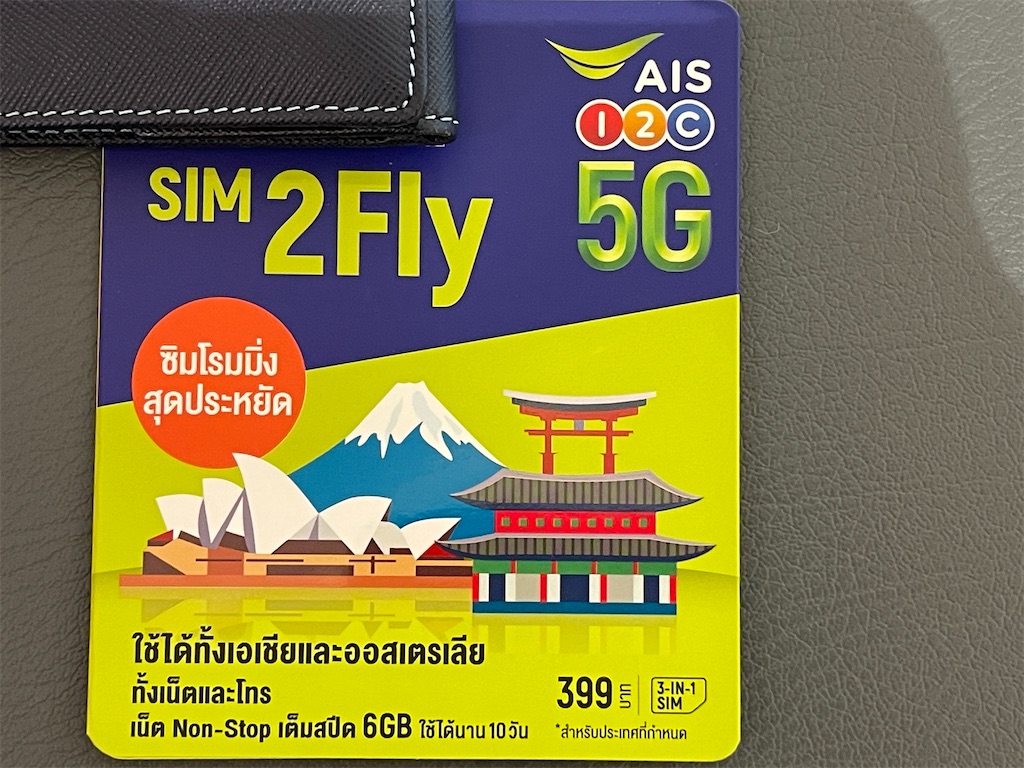 AIS
12C
5G
SIM 2Fly
ซิมโรมมิ่ง
สุดประหยัด
ใช้ได้ทั้งเอเชียและออสเตรเลีย
ทั้งเน็ตและโทร
เน็ต Non-Stop เต็มสปีด 6GB ใช้ได้นาน 10 วัน
399 บาท
3-IN-1
SIM
*สำหรับประเทศที่กำหนด